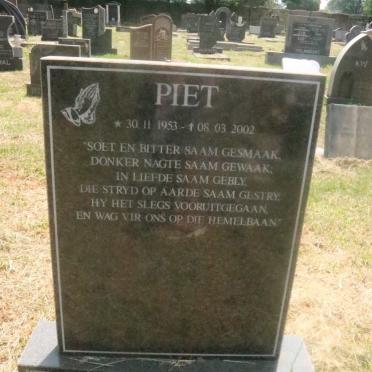 PIET
★ 30. 11 1953 - ✝ 08. 03. 2002
"SOET EN BITTER SAAM GESMAAK,
DONKER NAGTE SAAM GEWAAK;
IN LIEFDE SAAM GEBLY,
DIE STRYD OP AARDE SAAM GESTRY.
HY HET SLEGS VOORUITGEGAAN,
EN WAG VIR ONS OP DIE HEMELBAAN."